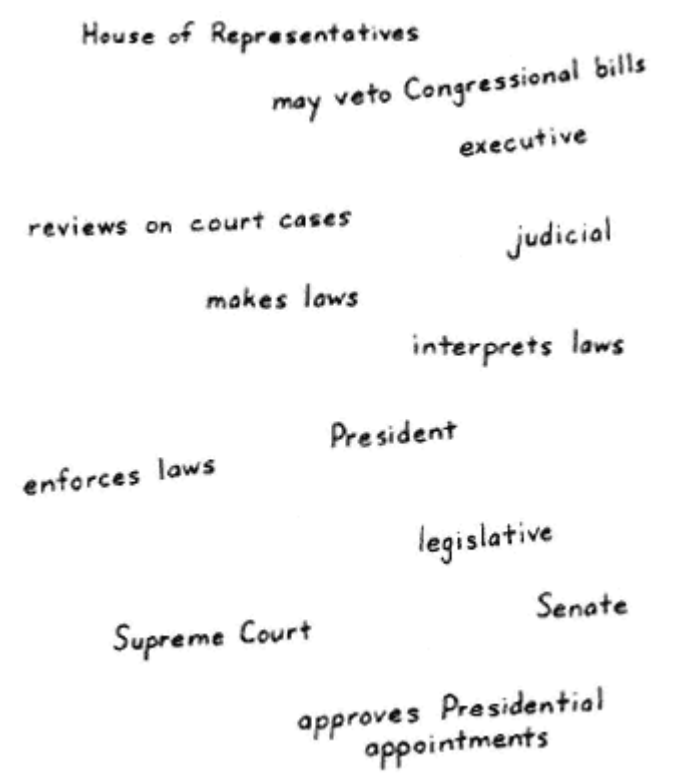 House of Representatives
may veto Congressional bills
executive
reviews on court cases
judicial
makes laws
interprets laws
President
enforces laws
legislative
Senate
Supreme Court
approves Presidential
appointments